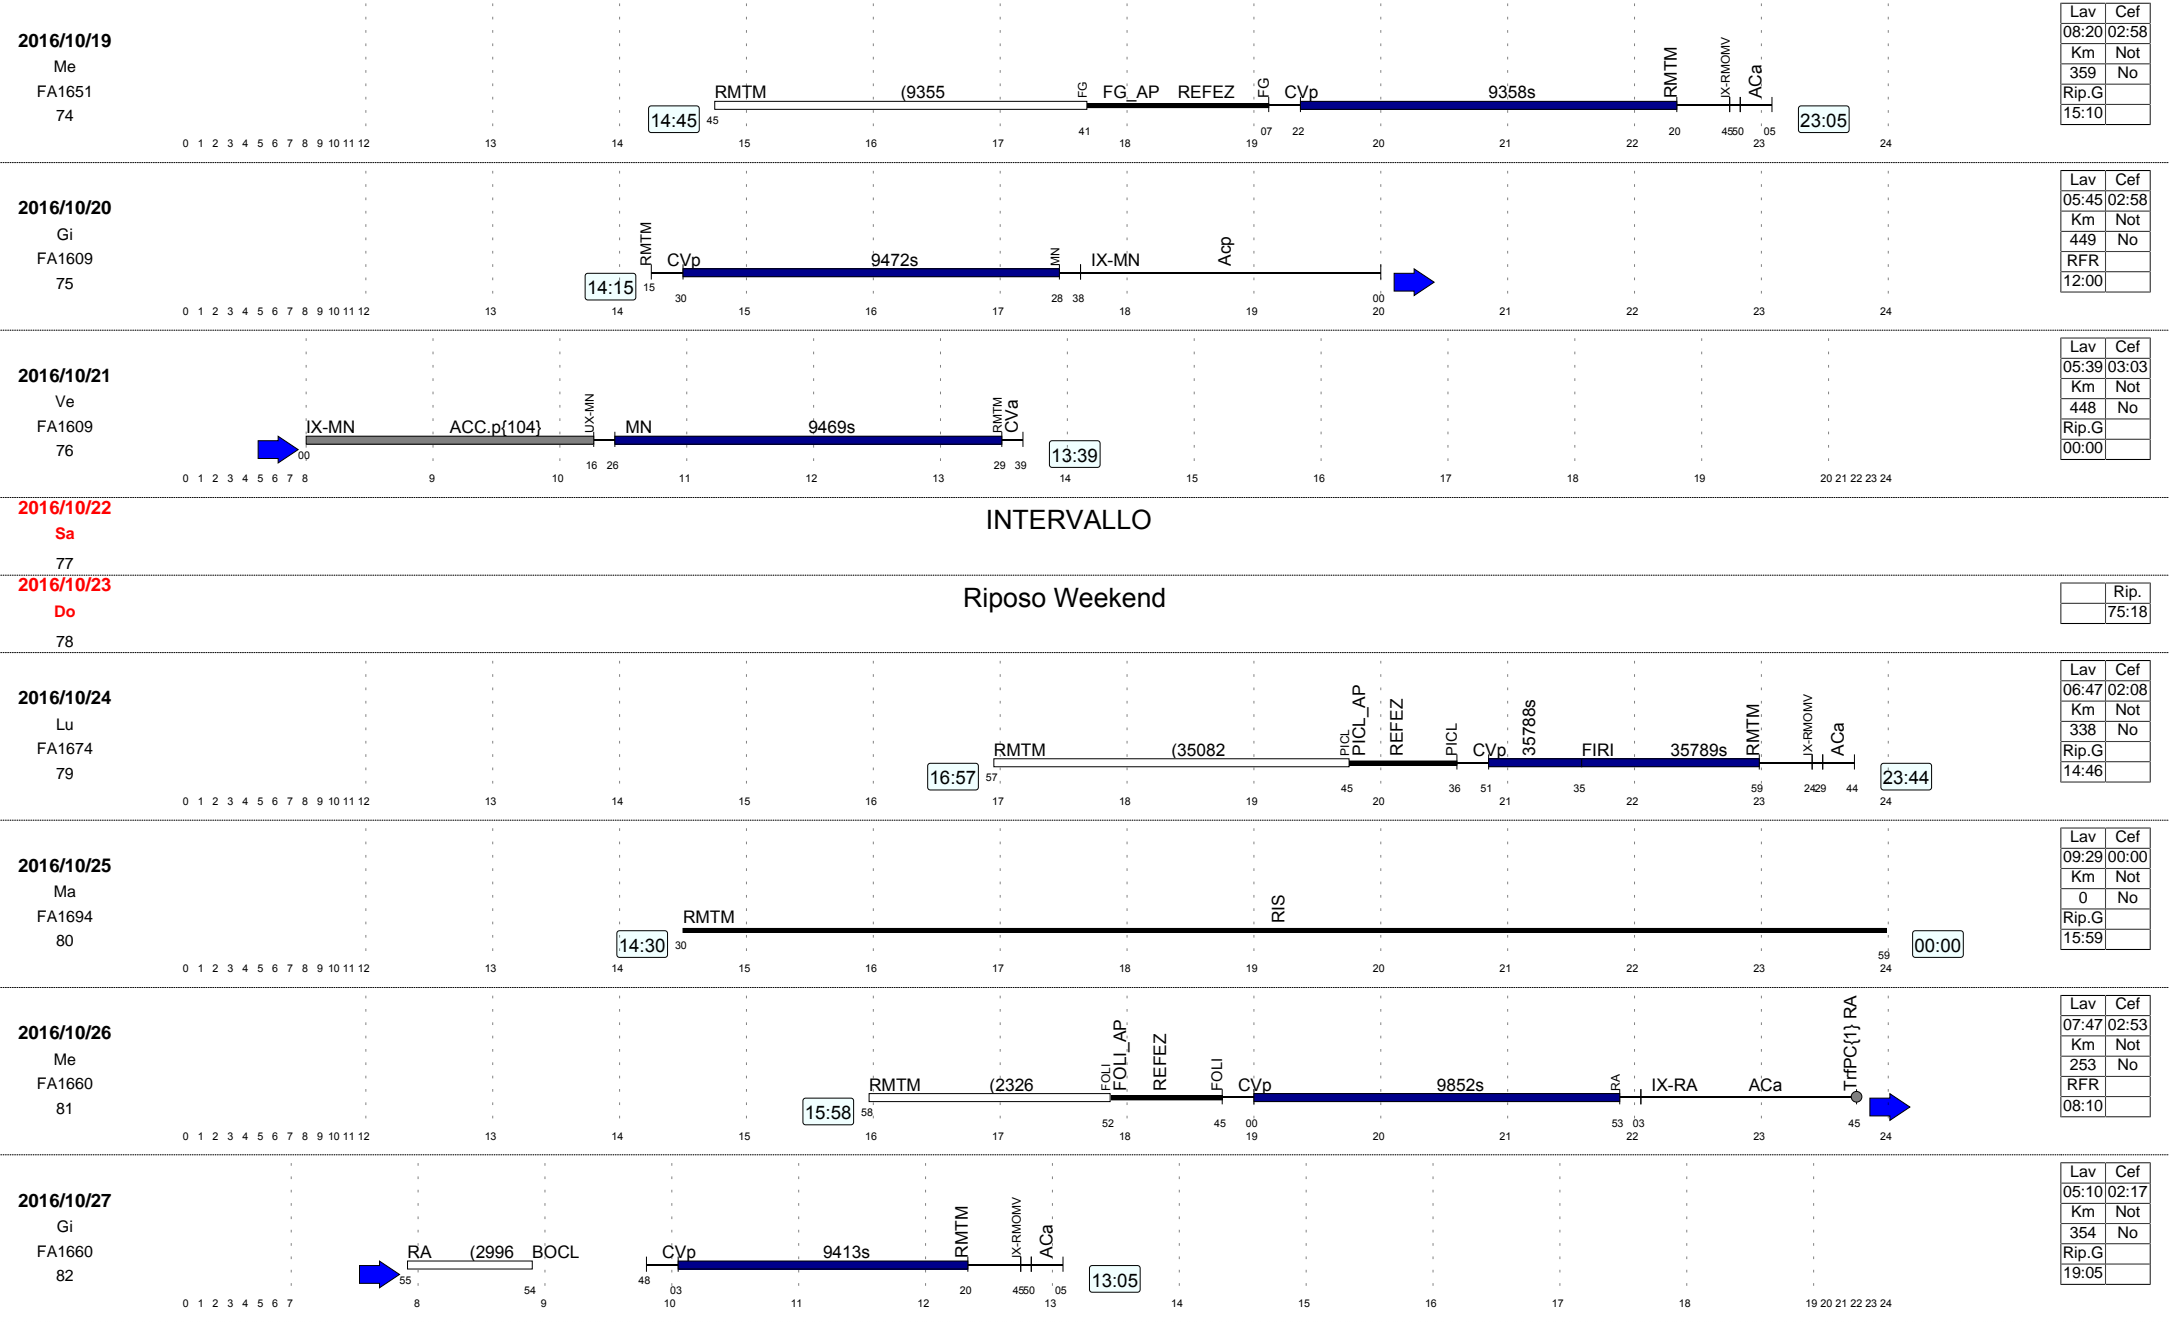 2016/10/19
Me
FA1651
74
14:45
45
RMTM
(9355
FG
41
FG_AP
REFEZ
FG
07
CVp
22
9358s
RMTM
20
IX-RMOMV
45
50
ACa
05
23:05
Lav Cef
08:20 02:58
Km Not
359 No
Rip.G
15:10
0 1 2 3 4 5 6 7 8 9 10 11 12 13 14 15 16 17 18 19 20 21 22 23 24
2016/10/20
Gi
FA1609
75
14:15
RMTM
15
CVp
30
9472s
MN
28
38
IX-MN
Acp
00
Lav Cef
05:45 02:58
Km Not
449 No
RFR
12:00
0 1 2 3 4 5 6 7 8 9 10 11 12 13 14 15 16 17 18 19 20 21 22 23 24
2016/10/21
Ve
FA1609
76
00
IX-MN
ACC.p{104}
UX-MN
16
26
MN
9469s
RMTM
29
CVa
39
13:39
Lav Cef
05:39 03:03
Km Not
448 No
Rip.G
00:00
0 1 2 3 4 5 6 7 8 9 10 11 12 13 14 15 16 17 18 19 20 21 22 23 24
2016/10/22
Sa
77
INTERVALLO
2016/10/23
Do
78
Riposo Weekend
Rip.
75:18
2016/10/24
Lu
FA1674
79
16:57
57
RMTM
(35082
PICL
45
PICL_AP
REFEZ
PICL
36
CVp
51
35788s
FIRI
35
35789s
RMTM
59
IX-RMOMV
24
29
ACa
44
23:44
Lav Cef
06:47 02:08
Km Not
338 No
Rip.G
14:46
0 1 2 3 4 5 6 7 8 9 10 11 12 13 14 15 16 17 18 19 20 21 22 23 24
2016/10/25
Ma
FA1694
80
14:30
30
RMTM
RIS
59
00:00
Lav Cef
09:29 00:00
Km Not
0 No
Rip.G
15:59
0 1 2 3 4 5 6 7 8 9 10 11 12 13 14 15 16 17 18 19 20 21 22 23 24
2016/10/26
Me
FA1660
81
15:58
58
RMTM
(2326
FOLI
52
FOLI_AP
REFEZ
FOLI
45
CVp
00
9852s
RA
53
03
IX-RA
ACa
TrfPC{1} RA
45
Lav Cef
07:47 02:53
Km Not
253 No
RFR
08:10
0 1 2 3 4 5 6 7 8 9 10 11 12 13 14 15 16 17 18 19 20 21 22 23 24
2016/10/27
Gi
FA1660
82
55
RA
(2996
BOCL
54
48
CVp
03
9413s
RMTM
20
IX-RMOMV
45
50
ACa
05
13:05
Lav Cef
05:10 02:17
Km Not
354 No
Rip.G
19:05
0 1 2 3 4 5 6 7 8 9 10 11 12 13 14 15 16 17 18 19 20 21 22 23 24